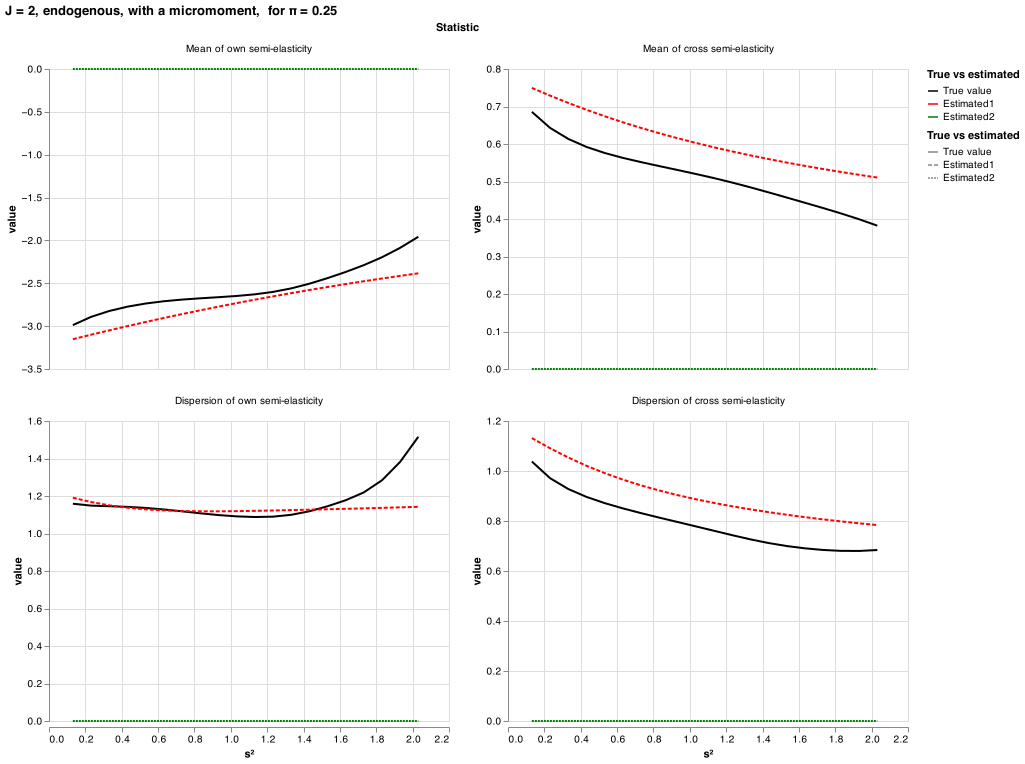 J = 2, endogenous, with a micromoment,  for π = 0.25
Statistic
Mean of own semi-elasticity
0.0
−0.5
−1.0
−1.5
−2.0
−2.5
−3.0
−3.5
value
Mean of cross semi-elasticity
0.8
0.7
0.6
0.5
0.4
0.3
0.2
0.1
0.0
value
True vs estimated
True value
Estimated1
Estimated2
True vs estimated
True value
Estimated1
Estimated2
Dispersion of own semi-elasticity
1.6
1.4
1.2
1.0
0.8
0.6
0.4
0.2
0.0
value
0.0 0.2 0.4 0.6 0.8 1.0 1.2 1.4 1.6 1.8 2.0 2.2
s²
Dispersion of cross semi-elasticity
1.2
1.0
0.8
0.6
0.4
0.2
0.0
value
0.0 0.2 0.4 0.6 0.8 1.0 1.2 1.4 1.6 1.8 2.0 2.2
s²